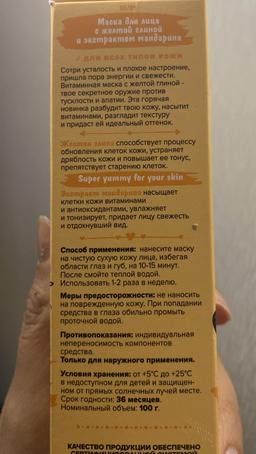 Маска для лица
с желтой глиной
и экстрактом мандарина
/ ДЛЯ ВСЕХ ТИПОВ КОЖИ
Сотри усталость и плохое настроение,
пришла пора энергии и свежести.
Витаминная маска с желтой глиной -
твое секретное оружие против
тусклости и апатии. Эта горячая
новинка разбудит твою кожу, насытит
витаминами, разгладит текстуру
и придаст ей идеальный оттенок.
Желтая глина способствует процессу
обновления клеток кожи, устраняет
дряблость кожи и повышает ее тонус,
препятствует старению клеток.
Super yummy for your skin
Экстракт мандарина насыщает
клетки кожи витаминами
и антиоксидантами, увлажняет
и тонизирует, придает лицу свежесть
и отдохнувший вид.
Способ применения: нанесите маску
на чистую сухую кожу лица, избегая
области глаз и губ, на 10-15 минут.
После смойте теплой водой.
Использовать 1-2 раза в неделю.
Меры предосторожности: не наносить
на поврежденную кожу. При попадании
средства в глаза обильно промыть
проточной водой.
Противопоказания: индивидуальная
непереносимость компонентов
средства.
Только для наружного применения.
Условия хранения: от +5°С до +25°С
в недоступном для детей и защищен-
ном от прямых солнечных лучей месте.
Срок годности: 36 месяцев.
Номинальный объем: 100 г.
КАЧЕСТВО ПРОДУКЦИИ ОБЕСПЕЧЕНО